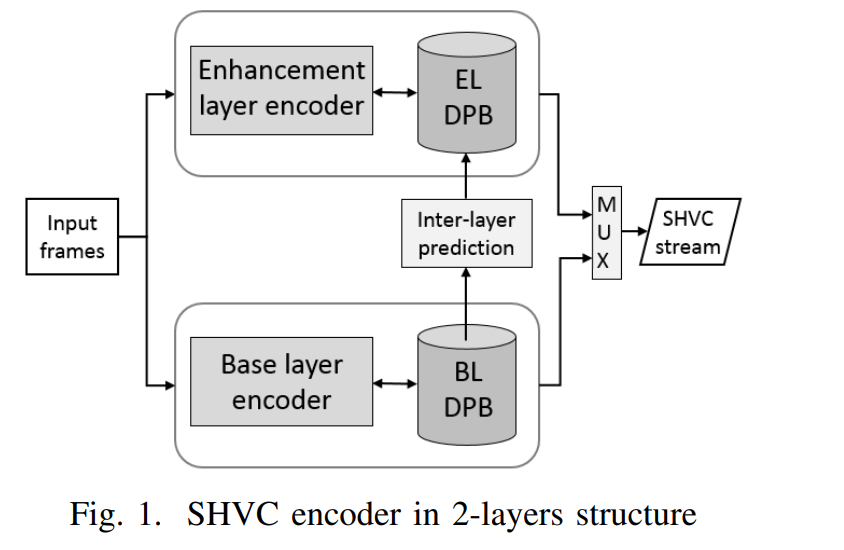 Enhancement
layer encoder
EL
DPB
Input
frames
Inter-layer
prediction
M
U
X
SHVC
stream
Base layer
encoder
BL
DPB
Fig. 1. SHVC encoder in 2-layers structure